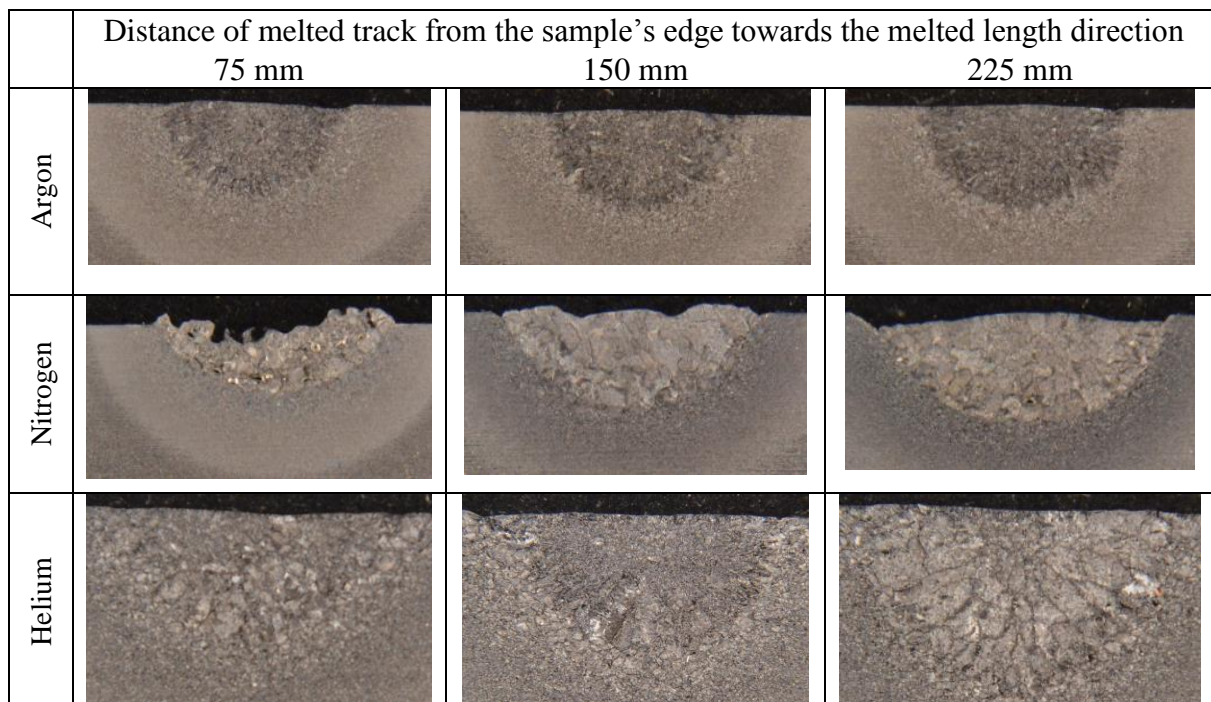 Distance of melted track from the sample’s edge towards the melted length direction
75 mm
150 mm
225 mm
Argon
Nitrogen
Helium